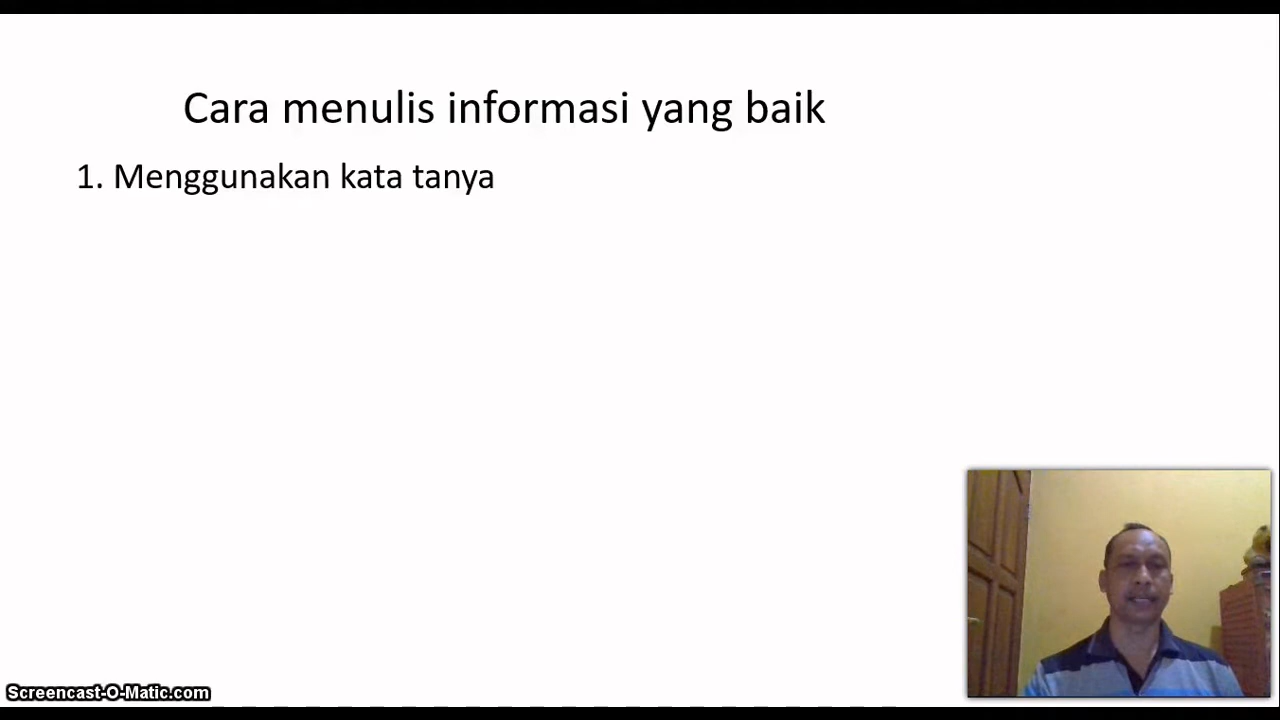 Cara menulis informasi yang baik
1. Menggunakan kata tanya
Screencast-O-Matic.com